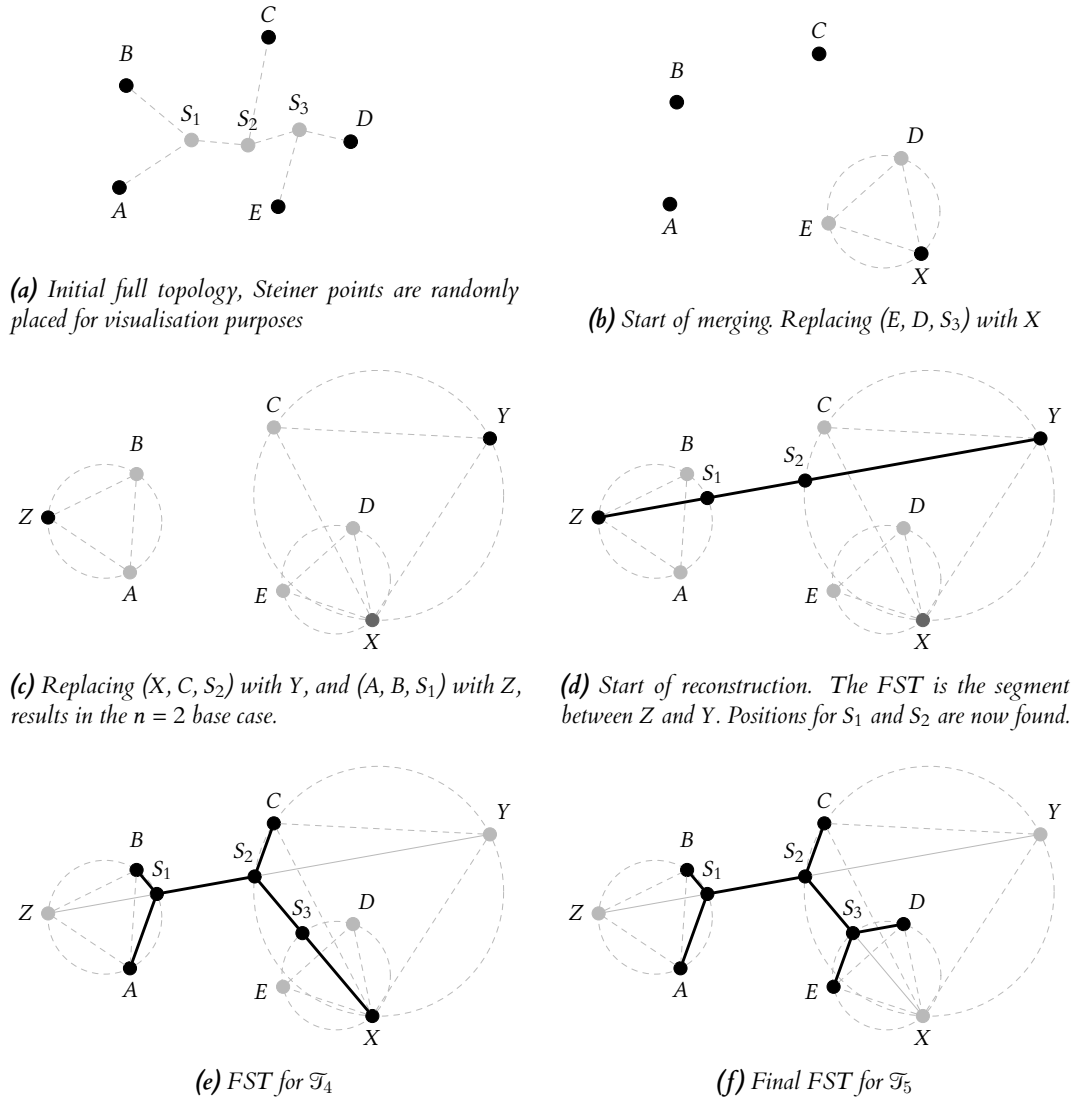 C
B
S1
S2
S3
D
A
E
(a) Initial full topology, Steiner points are randomly
placed for visualisation purposes
C
B
D
A
E
X
(b) Start of merging. Replacing (E, D, S3) with X
C
Y
B
Z
D
A
E
X
(c) Replacing (X, C, S2) with Y, and (A, B, S1) with Z,
results in the n = 2 base case.
C
Y
B
S2
S1
Z
D
A
E
X
(d) Start of reconstruction. The FST is the segment
between Z and Y. Positions for S1 and S2 are now found.
C
Y
B
S2
S1
Z
S3
D
A
E
X
(e) FST for 𝒯4
C
Y
B
S2
S1
Z
S3
D
A
E
X
(f) Final FST for 𝒯5